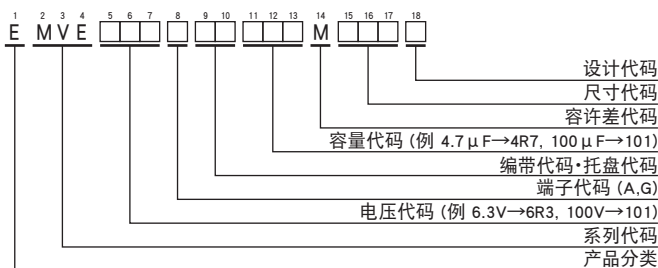 1 2 3 4 5 6 7 8 9 10 11 12 13 14 15 16 17 18
E M V E □□□ □ □□ □□□ M □□□ □
设计代码
尺寸代码
容许差代码
容量代码 (例 4.7μF→4R7, 100μF→101)
编带代码•托盘代码
端子代码 (A,G)
电压代码 (例 6.3V→6R3, 100V→101)
系列代码
产品分类